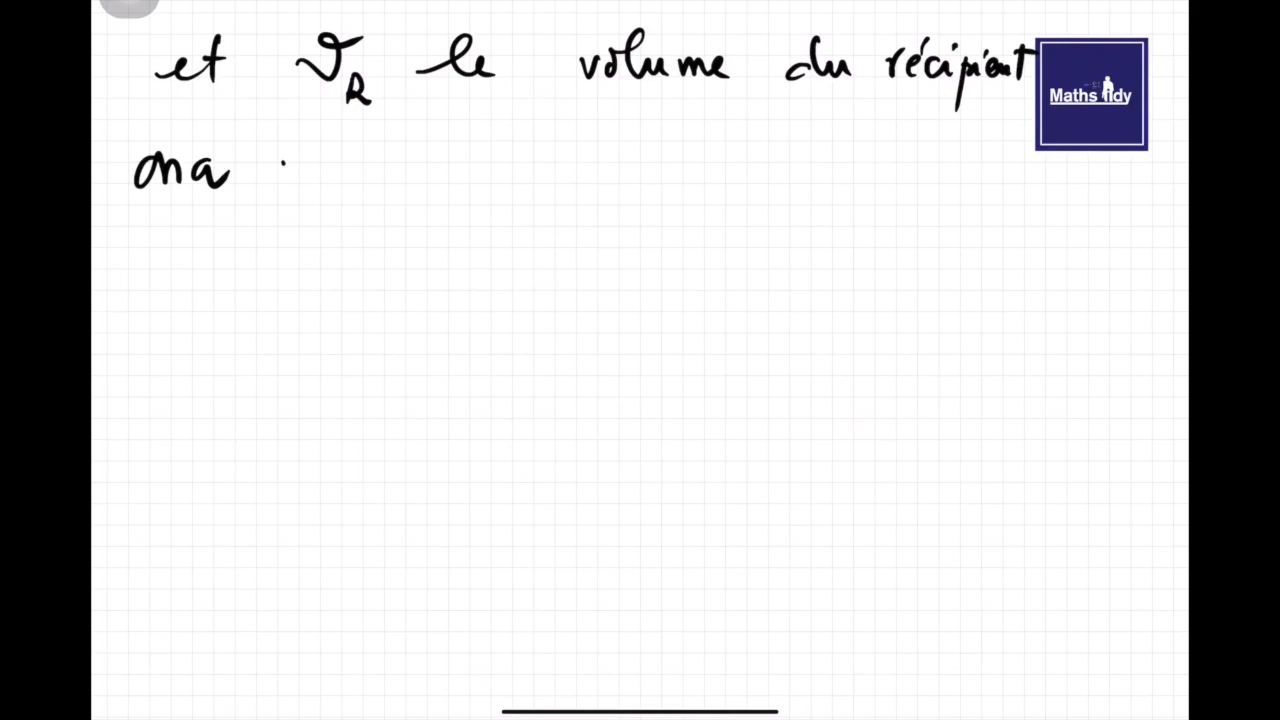 et V_R le volume du récipient
Maths tidy
on a :